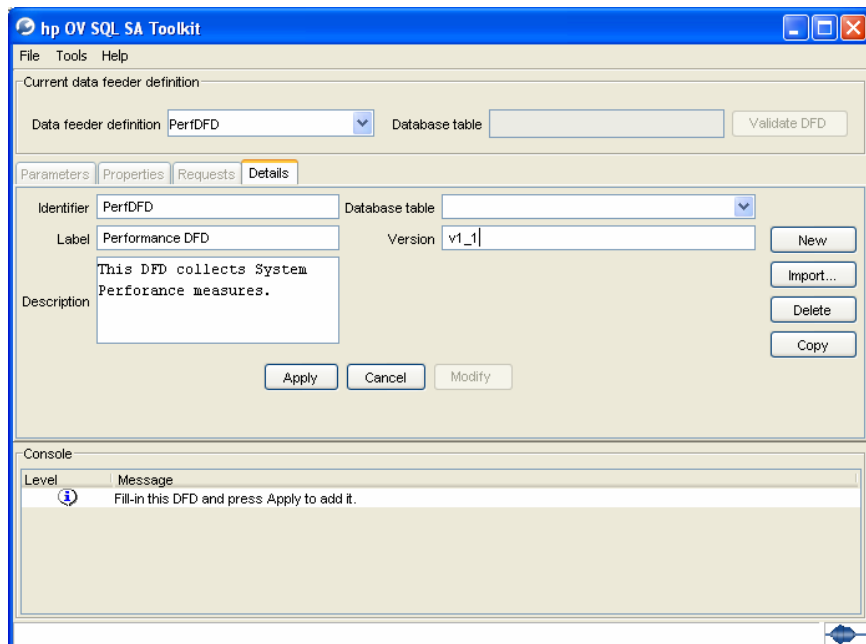 hp OV SQL SA Toolkit
File Tools Help
Current data feeder definition
Data feeder definition PerfDFD Database table Validate DFD
Parameters Properties Requests Details
Identifier PerfDFD Database table
Label Performance DFD Version v1_1 New
This DFD collects System
Perforance measures.
Description
Import...
Delete
Copy
Apply Cancel Modify
Console
Level Message
Fill-in this DFD and press Apply to add it.